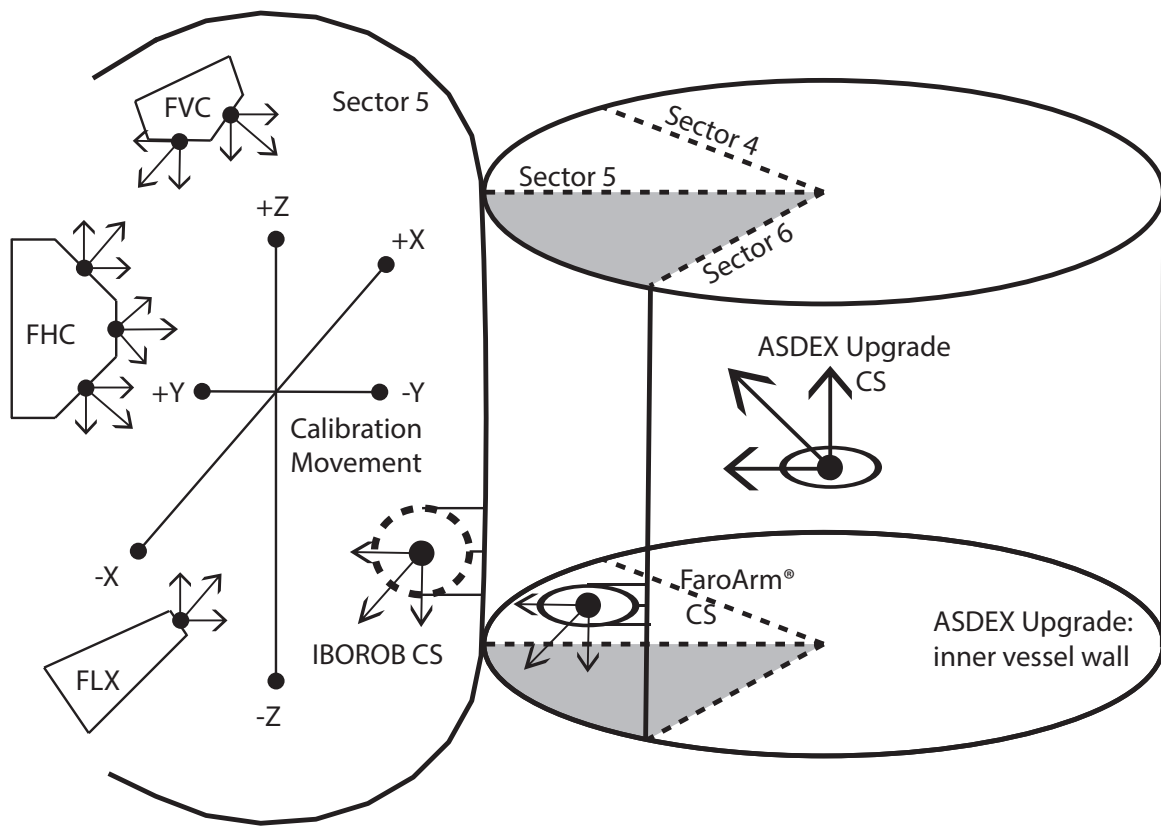 FVC
Sector 5
Sector 4
Sector 5
Sector 6
+Z
+X
FHC
+Y
-Y
ASDEX Upgrade
CS
Calibration
Movement
-X
FLX
-Z
IBOROB CS
FaroArm®
CS
ASDEX Upgrade:
inner vessel wall